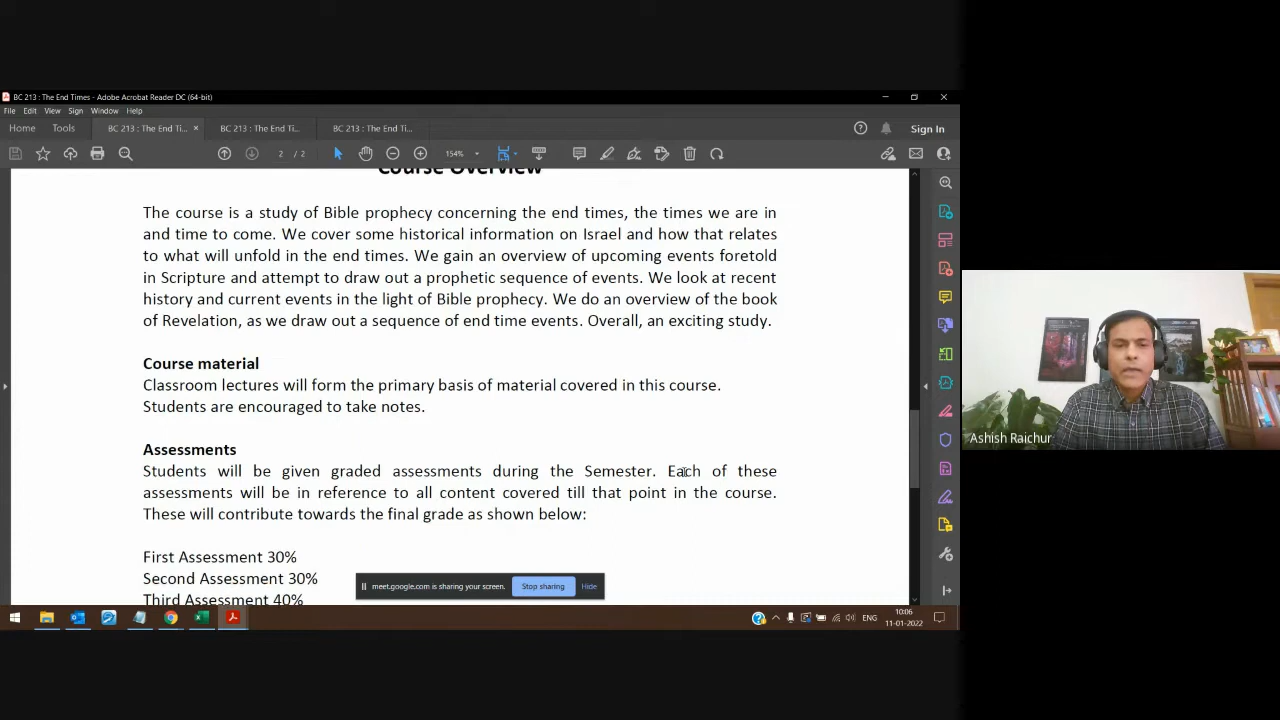 BC 213 : The End Times - Adobe Acrobat Reader DC (64-bit)
File Edit View Sign Window Help
Home Tools BC 213 : The End Ti... × BC 213 : The End Ti... BC 213 : The End Ti... Sign In
2 / 2 154%
Course Overview
The course is a study of Bible prophecy concerning the end times, the times we are in
and time to come. We cover some historical information on Israel and how that relates
to what will unfold in the end times. We gain an overview of upcoming events foretold
in Scripture and attempt to draw out a prophetic sequence of events. We look at recent
history and current events in the light of Bible prophecy. We do an overview of the book
of Revelation, as we draw out a sequence of end time events. Overall, an exciting study.
Course material
Classroom lectures will form the primary basis of material covered in this course.
Students are encouraged to take notes.
Assessments
Students will be given graded assessments during the Semester. Each of these
assessments will be in reference to all content covered till that point in the course.
These will contribute towards the final grade as shown below:
First Assessment 30%
Second Assessment 30%
Third Assessment 40%
meet.google.com is sharing your screen. Stop sharing Hide
ENG
10:06
11-01-2022
Ashish Raichur